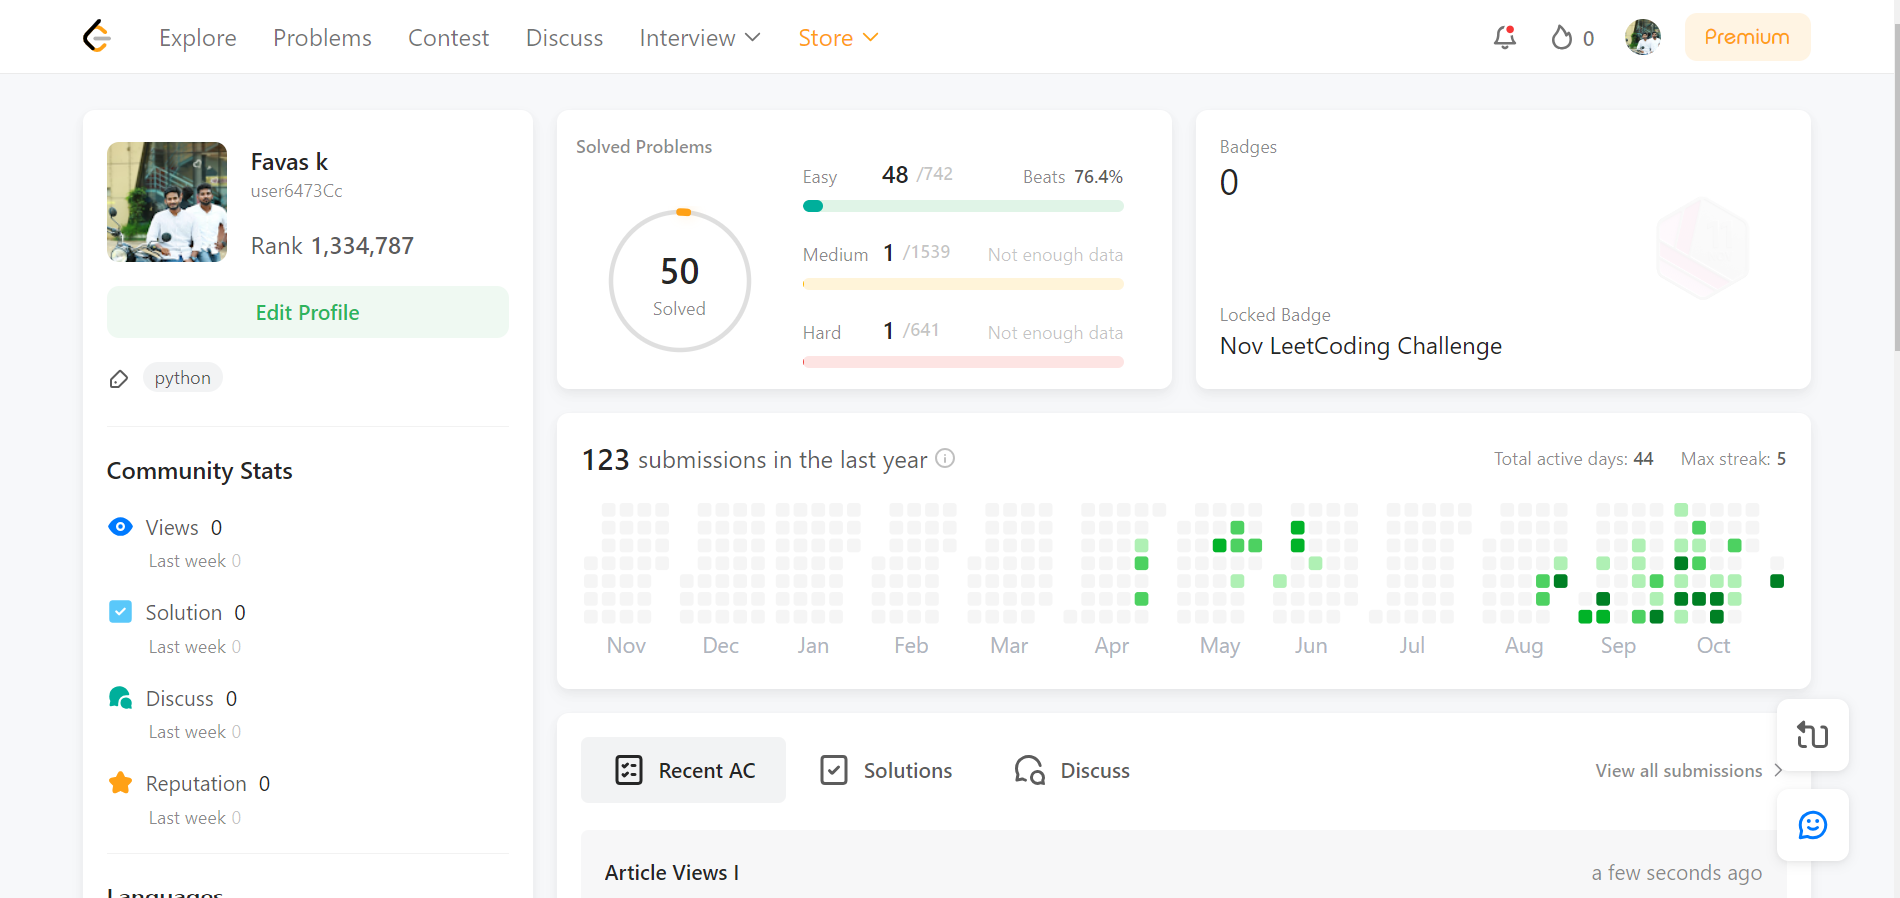 Explore Problems Contest Discuss Interview Store 0 Premium
Favas k
user6473Cc
Rank 1,334,787
Edit Profile
python
Community Stats
Views 0
Last week 0
Solution 0
Last week 0
Discuss 0
Last week 0
Reputation 0
Last week 0
Languages
Solved Problems
50
Solved
Easy 48 /742 Beats 76.4%
Medium 1 /1539 Not enough data
Hard 1 /641 Not enough data
Badges
0
Locked Badge
Nov LeetCoding Challenge
123 submissions in the last year Total active days: 44 Max streak: 5
Nov Dec Jan Feb Mar Apr May Jun Jul Aug Sep Oct
Recent AC Solutions Discuss View all submissions
Article Views I a few seconds ago